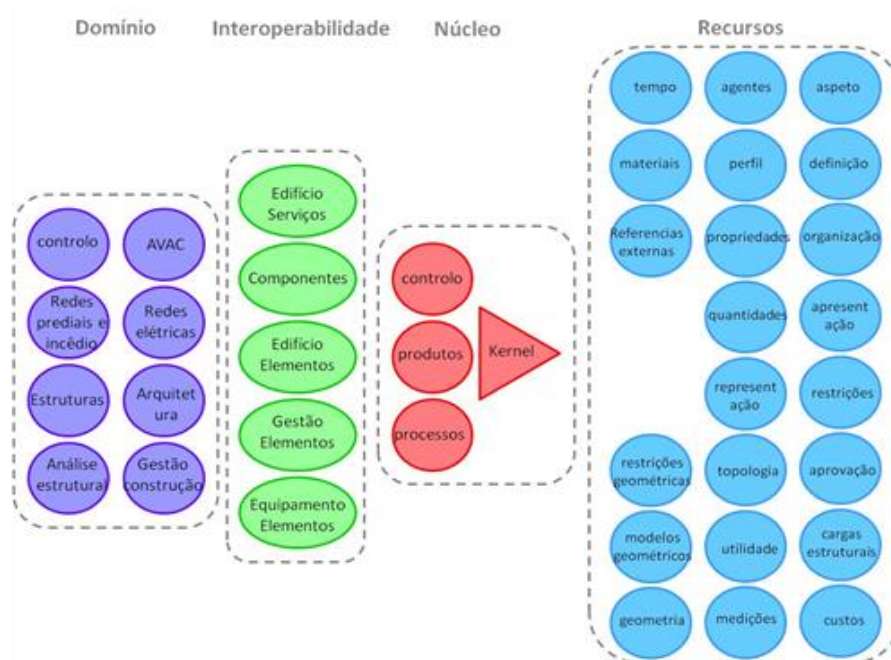 Domínio
Interoperabilidade
Núcleo
Recursos
controlo
AVAC
Redes
prediais e
incêdio
Redes
elétricas
Estruturas
Arquitet
ura
Análise
estrutural
Gestão
construção
Edifício
Serviços
Componentes
Edifício
Elementos
Gestão
Elementos
Equipamento
Elementos
controlo
produtos
processos
Kernel
tempo
agentes
aspeto
materiais
perfil
definição
Referencias
externas
propriedades
organização
quantidades
apresent
ação
represent
ação
restrições
restrições
geométricas
topologia
aprovação
modelos
geométricos
utilidade
cargas
estruturais
geometria
medições
custos